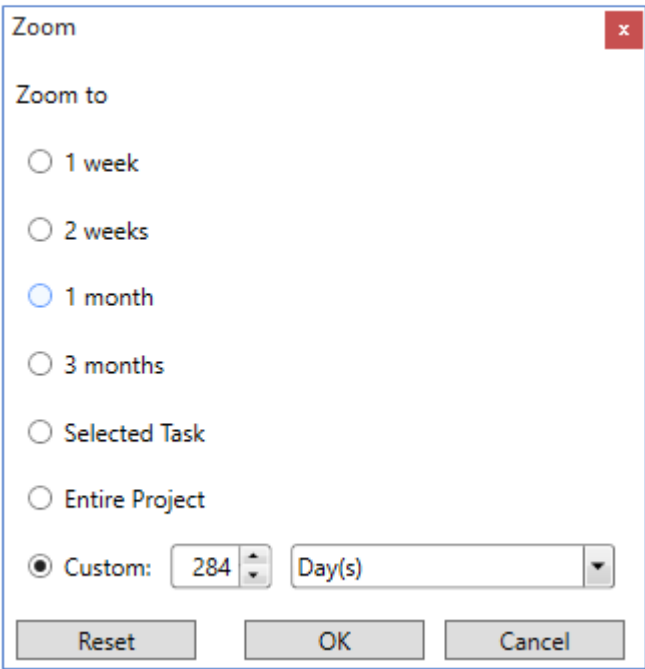 Zoom
x
Zoom to
1 week
2 weeks
1 month
3 months
Selected Task
Entire Project
Custom: 284 Day(s)
Reset OK Cancel